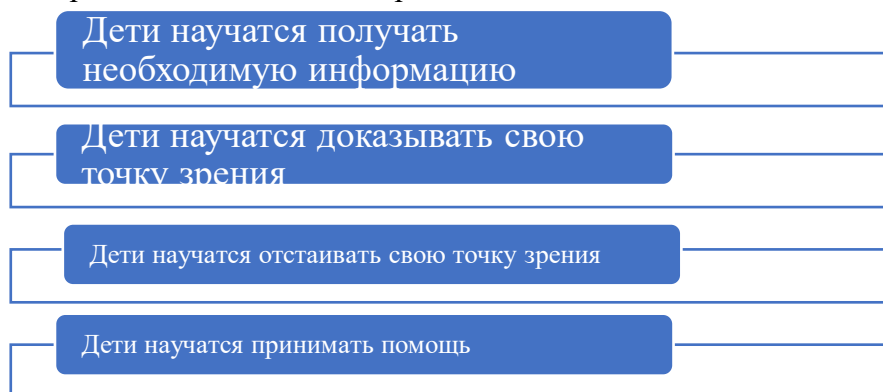 Дети научатся получать
необходимую информацию
Дети научатся доказывать свою
точку зрения
Дети научатся отстаивать свою точку зрения
Дети научатся принимать помощь